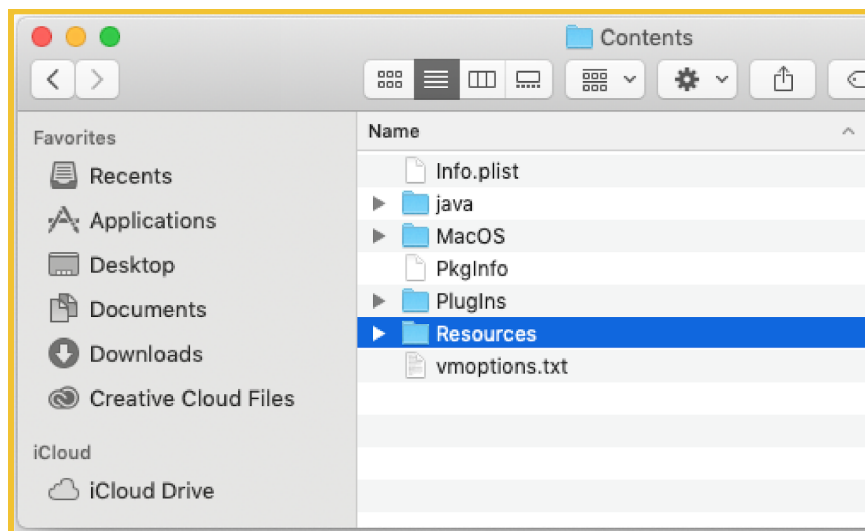 Contents
Favorites
Recents
Applications
Desktop
Documents
Downloads
Creative Cloud Files
iCloud
iCloud Drive
Name
Info.plist
java
MacOS
PkgInfo
PlugIns
Resources
vmoptions.txt